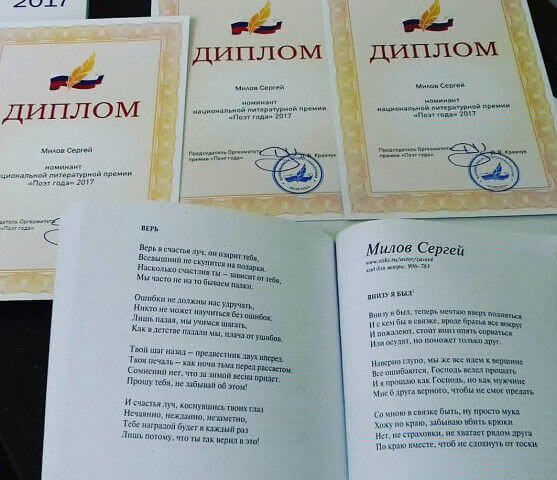 2017
ДИПЛОМ
Милов Сергей
номинант
национальной литературной премии
«Поэт года» 2017
Председатель Оргкомитета
премии «Поэт года»
Д. В. Кравчук
ДИПЛОМ
Милов Сергей
номинант
национальной литературной премии
«Поэт года» 2017
Председатель Оргкомитета
премии «Поэт года»
Д. В. Кравчук
ДИПЛОМ
Милов Сергей
номинант
национальной литературной премии
«Поэт года» 2017
Оргкомитета
«Поэт года»
ВЕРЬ
Верь в счастья луч, он озарит тебя,
Всевышний не скупится на подарки.
Насколько счастлив ты — зависит от тебя,
Мы часто не на то бываем падки.
Ошибки не должны нас удручать,
Никто не может научиться без ошибок.
Лишь падая, мы учимся шагать,
Как в детстве падали мы, плача от ушибов.
Твой шаг назад — предвестник двух вперед.
Твоя печаль — как ночи тьма перед рассветом.
Сомнений нет, что за зимой весна придет.
Прошу тебя, не забывай об этом!
И счастья луч, коснувшись твоих глаз
Нечаянно, нежданно, незаметно,
Тебе наградой будет в каждый раз
Лишь потому, что ты так верил в это!
Милов Сергей
код для жюри: 906-761
ВНИЗУ Я БЫЛ
Внизу я был, теперь мечтаю вверх подняться
И с кем бы в связке, вроде братья все вокруг
И пожалеют, стоит вниз опять сорваться
Или осудят, но поможет только друг.
Наверно глупо, мы же все идем к вершине
Все ошибаются, Господь велел прощать
И я прощаю как Господь, но как мужчине
Мне б друга верного, чтобы не смог предать
Со мною в связке быть, ну просто мука
Хожу по краю, забываю вбить крюки
Нет, не страховки, не хватает рядом друга
По краю вместе, чтоб не сдохнуть от тоски